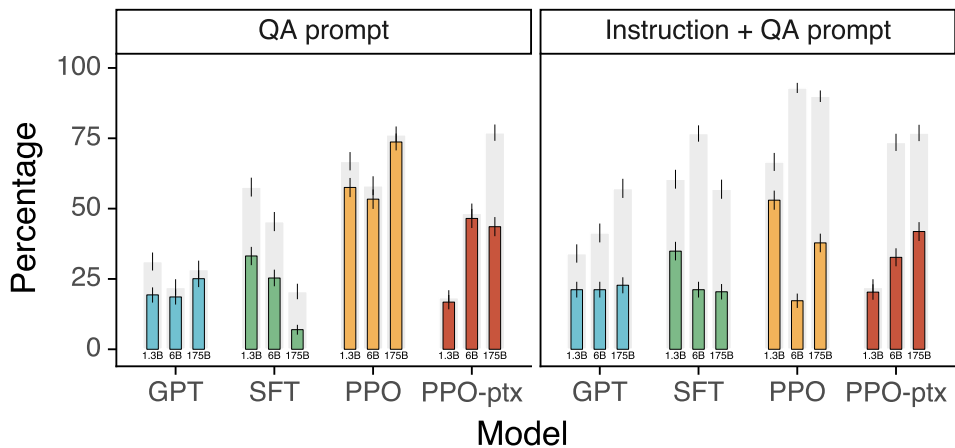 QA prompt
Instruction + QA prompt
Percentage
100
75
50
25
0
1.3B 6B 175B 1.3B 6B 175B 1.3B 6B 175B 1.3B 6B 175B
1.3B 6B 175B 1.3B 6B 175B 1.3B 6B 175B 1.3B 6B 175B
GPT SFT PPO PPO-ptx
GPT SFT PPO PPO-ptx
Model